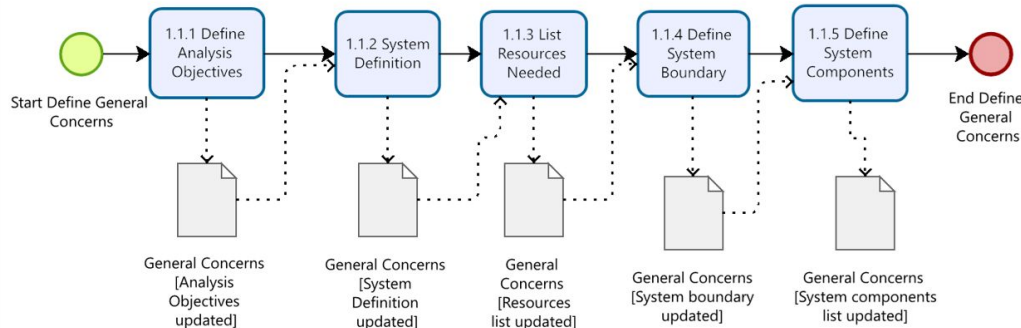 1.1.1 Define
Analysis
Objectives
1.1.2 System
Definition
1.1.3 List
Resources
Needed
1.1.4 Define
System
Boundary
1.1.5 Define
System
Components
Start Define General
Concerns
End Define
General
Concerns
General Concerns
[Analysis
Objectives
updated]
General Concerns
[System
Definition
updated]
General
Concerns
[Resources
list updated]
General Concerns
[System boundary
updated]
General Concerns
[System components
list updated]